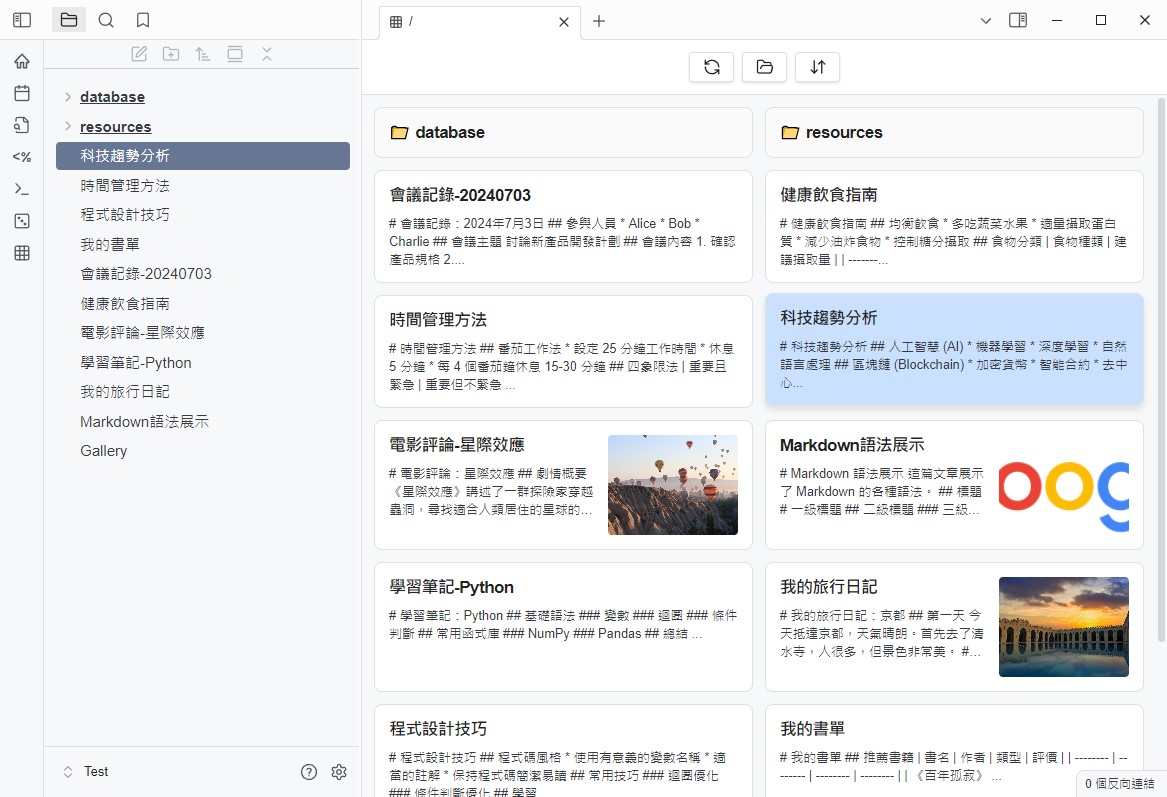 /
database
resources
科技趨勢分析
時間管理方法
程式設計技巧
我的書單
會議記錄-20240703
健康飲食指南
電影評論-星際效應
學習筆記-Python
我的旅行日記
Markdown語法展示
Gallery
Test
<%
database
resources
會議記錄-20240703
# 會議記錄：2024年7月3日 ## 參與人員 * Alice * Bob *
Charlie ## 會議主題 討論新產品開發計劃 ## 會議內容 1. 確認
產品規格 2....
健康飲食指南
# 健康飲食指南 ## 均衡飲食 * 多吃蔬菜水果 * 適量攝取蛋白
質 * 減少油炸食物 * 控制糖分攝取 ## 食物分類 | 食物種類 | 建
議攝取量 | | -------...
時間管理方法
# 時間管理方法 ## 番茄工作法 * 設定 25 分鐘工作時間 * 休息
5 分鐘 * 每 4 個番茄鐘休息 15-30 分鐘 ## 四象限法 | 重要且
緊急 | 重要但不緊急 ...
科技趨勢分析
# 科技趨勢分析 ## 人工智慧 (AI) * 機器學習 * 深度學習 * 自然
語言處理 ## 區塊鏈 (Blockchain) * 加密貨幣 * 智能合約 * 去中
心...
電影評論-星際效應
# 電影評論：星際效應 ## 劇情概要
《星際效應》講述了一群探險家穿越
蟲洞，尋找適合人類居住的星球的...
Markdown語法展示
# Markdown 語法展示 這篇文章展示
了 Markdown 的各種語法。 ## 標題
# 一級標題 ## 二級標題 ### 三級...
oog
學習筆記-Python
# 學習筆記：Python ## 基礎語法 ### 變數 ### 迴圈 ### 條件
判斷 ## 常用函式庫 ### NumPy ### Pandas ## 總結 ...
我的旅行日記
# 我的旅行日記：京都 ## 第一天 今
天抵達京都，天氣晴朗。首先去了清
水寺，人很多，但景色非常美。 #...
程式設計技巧
# 程式設計技巧 ## 程式碼風格 * 使用有意義的變數名稱 * 適
當的註解 * 保持程式碼簡潔易讀 ## 常用技巧 ### 迴圈優化
### 條件判斷優化 ## 學習
我的書單
# 我的書單 ## 推薦書籍 | 書名 | 作者 | 類型 | 評價 | | -------- | --
------ | -------- | -------- | | 《百年孤寂》 ...
0 個反向連結